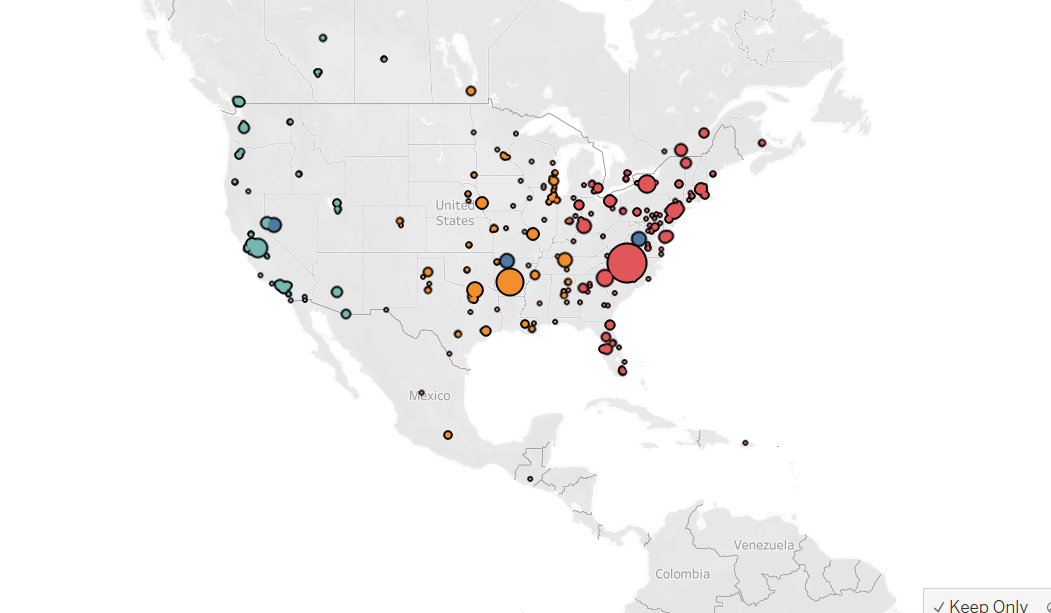 United
States
Mexico
Venezuela
Colombia
✓ Keep Only